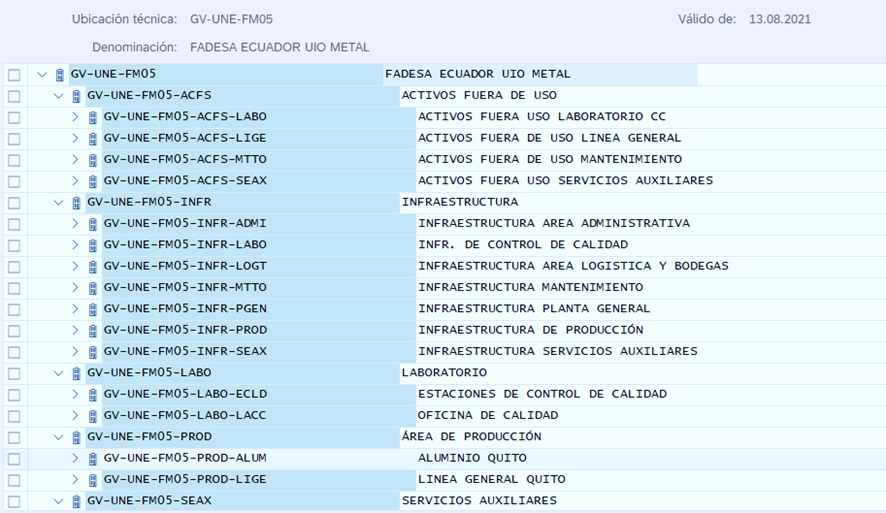 Ubicación técnica: GV-UNE-FM05 Válido de: 13.08.2021
Denominación: FADESA ECUADOR UIO METAL
GV-UNE-FM05 FADESA ECUADOR UIO METAL
GV-UNE-FM05-ACFS ACTIVOS FUERA DE USO
GV-UNE-FM05-ACFS-LABO ACTIVOS FUERA USO LABORATORIO CC
GV-UNE-FM05-ACFS-LIGE ACTIVOS FUERA DE USO LINEA GENERAL
GV-UNE-FM05-ACFS-MTTO ACTIVOS FUERA DE USO MANTENIMIENTO
GV-UNE-FM05-ACFS-SEAX ACTIVOS FUERA USO SERVICIOS AUXILIARES
GV-UNE-FM05-INFR INFRAESTRUCTURA
GV-UNE-FM05-INFR-ADMI INFRAESTRUCTURA AREA ADMINISTRATIVA
GV-UNE-FM05-INFR-LABO INFR. DE CONTROL DE CALIDAD
GV-UNE-FM05-INFR-LOGT INFRAESTRUCTURA AREA LOGISTICA Y BODEGAS
GV-UNE-FM05-INFR-MTTO INFRAESTRUCTURA MANTENIMIENTO
GV-UNE-FM05-INFR-PGEN INFRAESTRUCTURA PLANTA GENERAL
GV-UNE-FM05-INFR-PROD INFRAESTRUCTURA DE PRODUCCIÓN
GV-UNE-FM05-INFR-SEAX INFRAESTRUCTURA SERVICIOS AUXILIARES
GV-UNE-FM05-LABO LABORATORIO
GV-UNE-FM05-LABO-ECLD ESTACIONES DE CONTROL DE CALIDAD
GV-UNE-FM05-LABO-LACC OFICINA DE CALIDAD
GV-UNE-FM05-PROD ÁREA DE PRODUCCIÓN
GV-UNE-FM05-PROD-ALUM ALUMINIO QUITO
GV-UNE-FM05-PROD-LIGE LINEA GENERAL QUITO
GV-UNE-FM05-SEAX SERVICIOS AUXILIARES